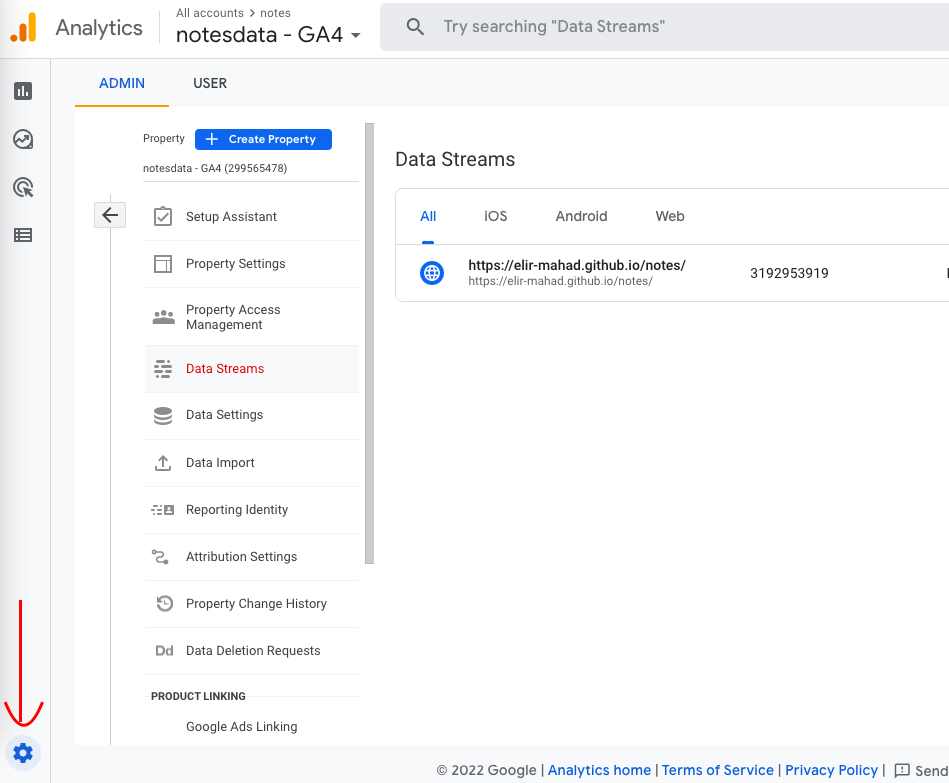 Analytics
All accounts > notes
notesdata - GA4
Try searching "Data Streams"
ADMIN
USER
Property
Create Property
notesdata - GA4 (299565478)
Setup Assistant
Property Settings
Property Access
Management
Data Streams
Data Settings
Data Import
Reporting Identity
Attribution Settings
Property Change History
Dd Data Deletion Requests
PRODUCT LINKING
Google Ads Linking
Data Streams
All iOS Android Web
https://elir-mahad.github.io/notes/
https://elir-mahad.github.io/notes/
3192953919
© 2022 Google | Analytics home | Terms of Service | Privacy Policy | Send